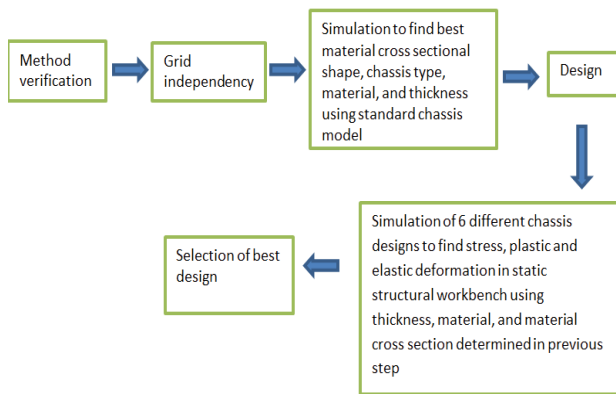 Method
verification
Grid
independency
Simulation to find best
material cross sectional
shape, chassis type,
material, and thickness
using standard chassis
model
Design
Simulation of 6 different chassis
designs to find stress, plastic and
elastic deformation in static
structural workbench using
thickness, material, and material
cross section determined in previous
step
Selection of best
design